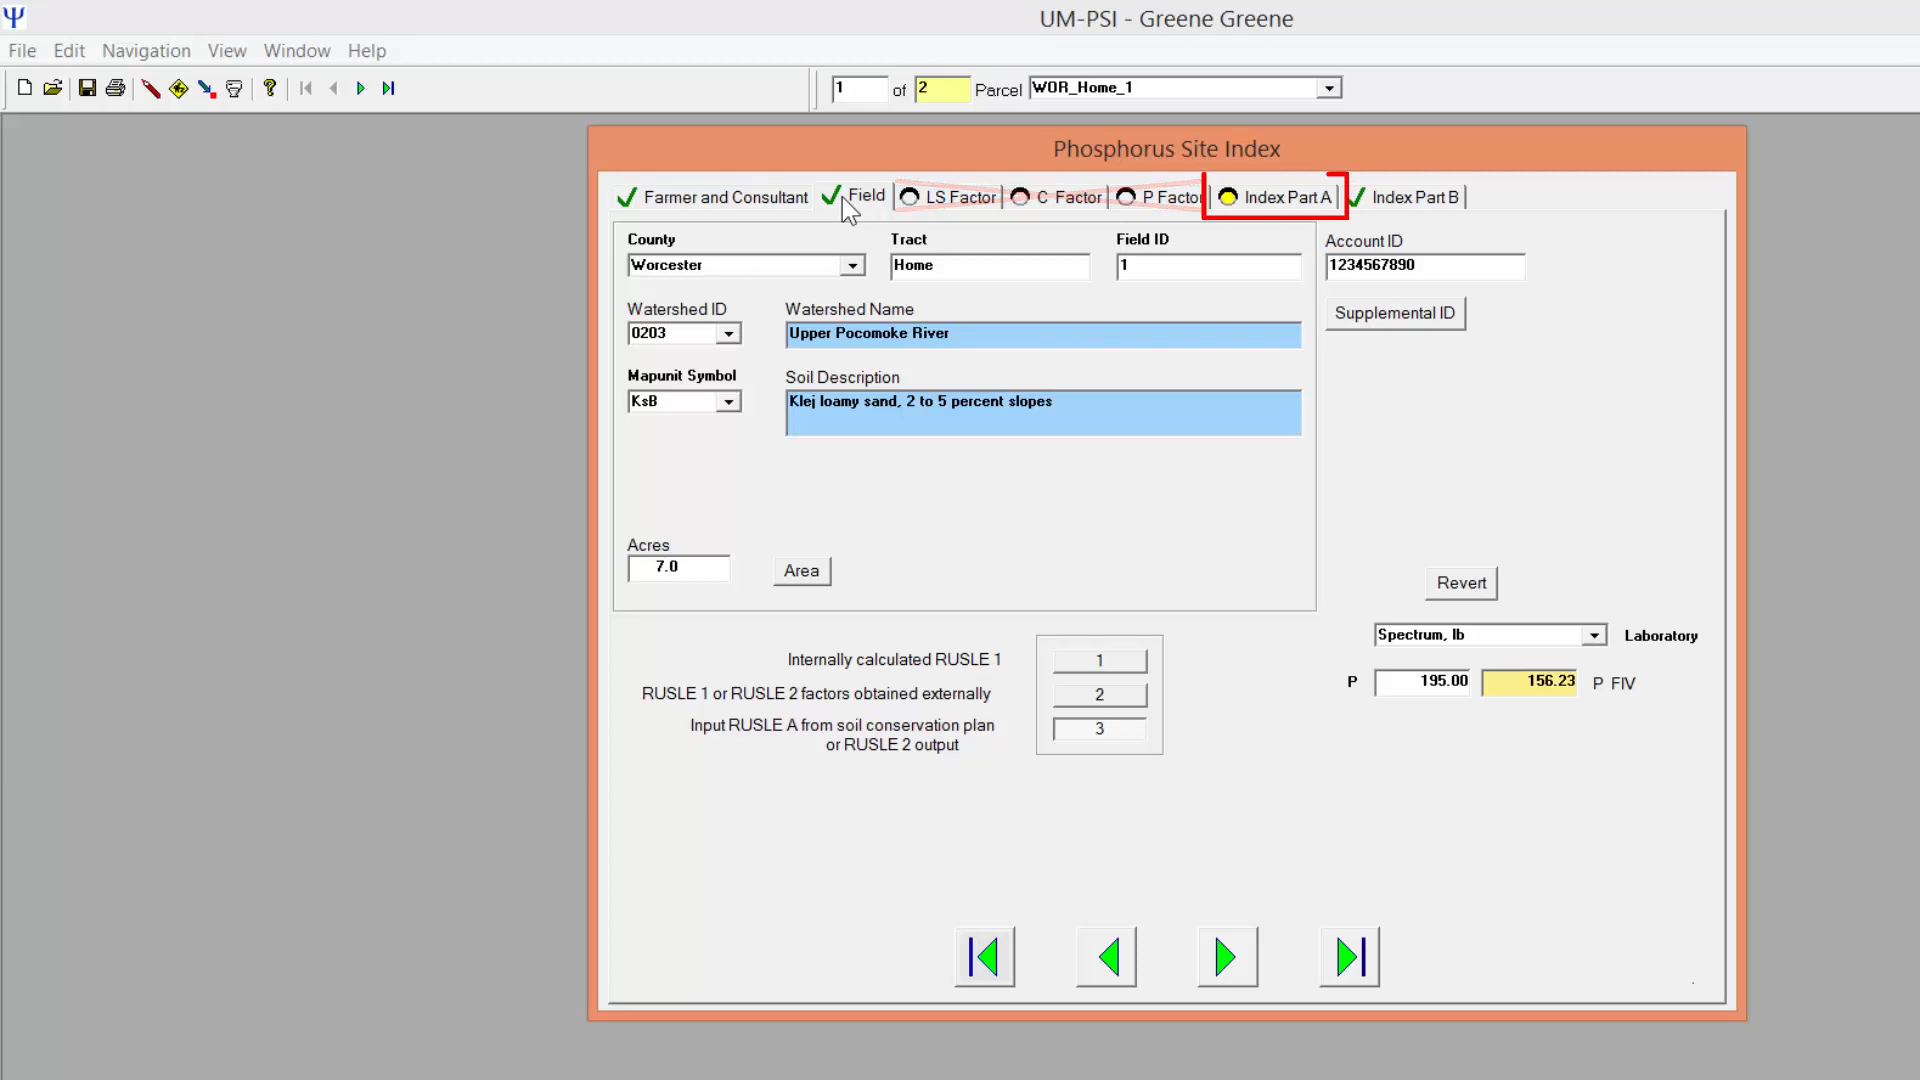 UM-PSI - Greene Greene
File Edit Navigation View Window Help
1 of 2 Parcel WOR_Home_1
Phosphorus Site Index
Farmer and Consultant Field LS Factor C Factor P Factor Index Part A Index Part B
County Tract Field ID Account ID
Worcester Home 1 1234567890
Watershed ID Watershed Name Supplemental ID
0203 Upper Pocomoke River
Mapunit Symbol Soil Description
KsB Klej loamy sand, 2 to 5 percent slopes
Acres
7.0 Area
Revert
Spectrum, lb Laboratory
Internally calculated RUSLE 1 1
P 195.00 156.23 P FIV
RUSLE 1 or RUSLE 2 factors obtained externally 2
Input RUSLE A from soil conservation plan 3
or RUSLE 2 output